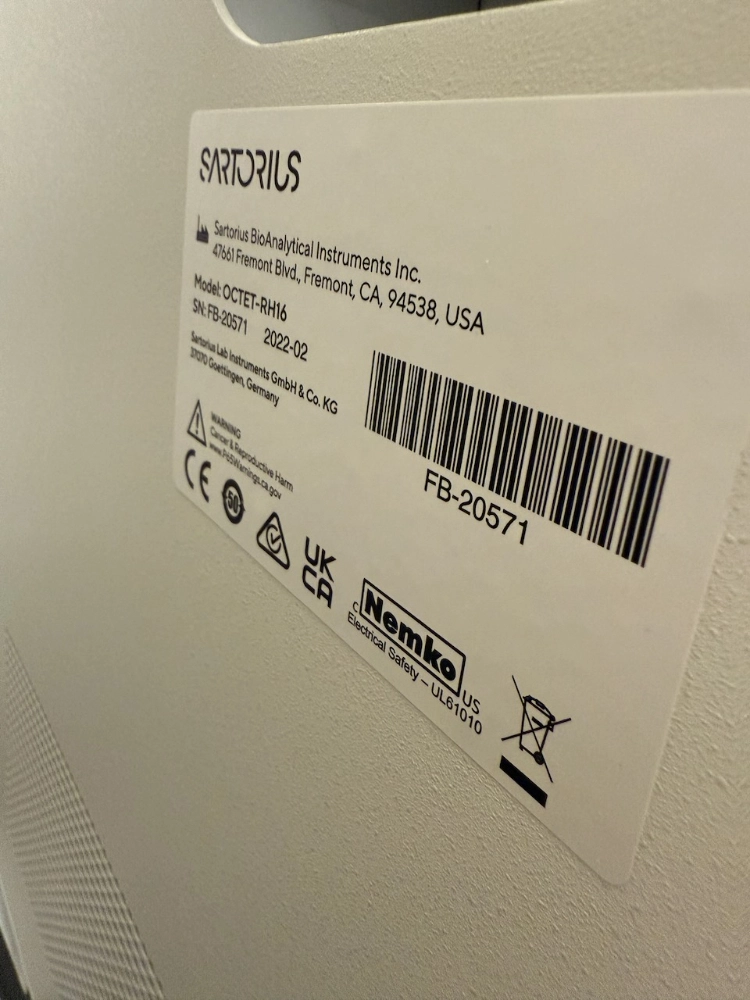 SARTORIUS
Sartorius BioAnalytical Instruments Inc.
47661 Fremont Blvd., Fremont, CA, 94538, USA
Model: OCTET-RH16
SN: FB-20571 2022-02
Sartorius Lab Instruments GmbH & Co. KG
37070 Goettingen, Germany
WARNING
Cancer & Reproductive Harm
www.P65Warnings.ca.gov
FB-20571
CE
50
UK
CA
C Nemko US
Electrical Safety – UL61010